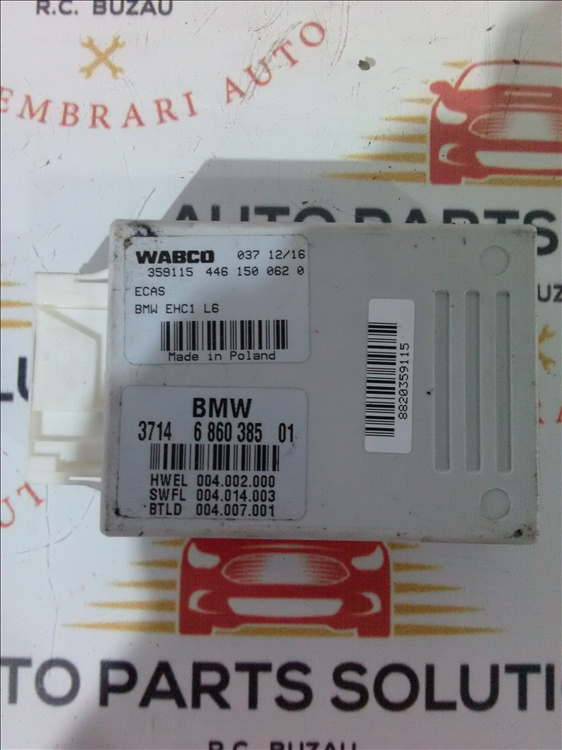 R.C. BUZAU
EMBRARI AUTO
AUTO PARTS
WABCO 037 12/16
359115 446 150 062 0
ECAS
BMW EHC1 L6
Made in Poland
8820359115
BMW
3714 6 860 385 01
HWEL 004.002.000
SWFL 004.014.003
BTLD 004.007.001
TO PARTS SOLUTI
R.C. BUZAU